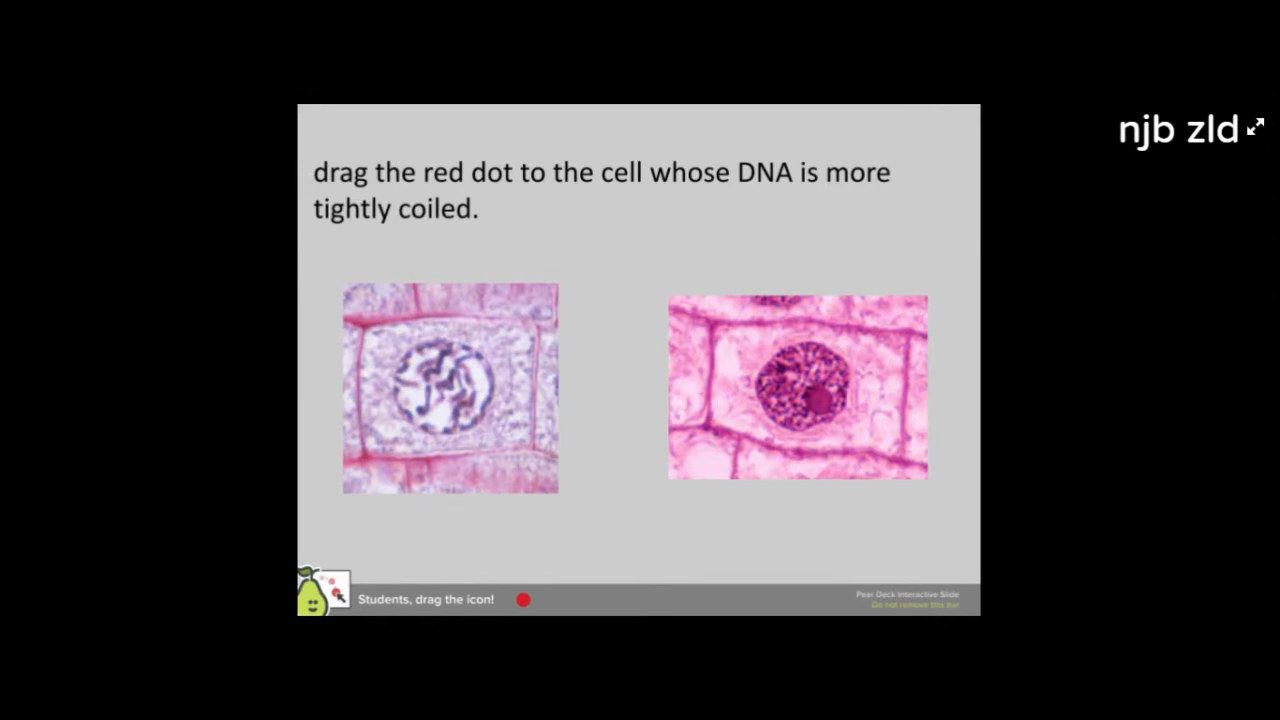 njb zld
drag the red dot to the cell whose DNA is more
tightly coiled.
Students, drag the icon!
Pear Deck Interactive Slide
Do not remove this bar